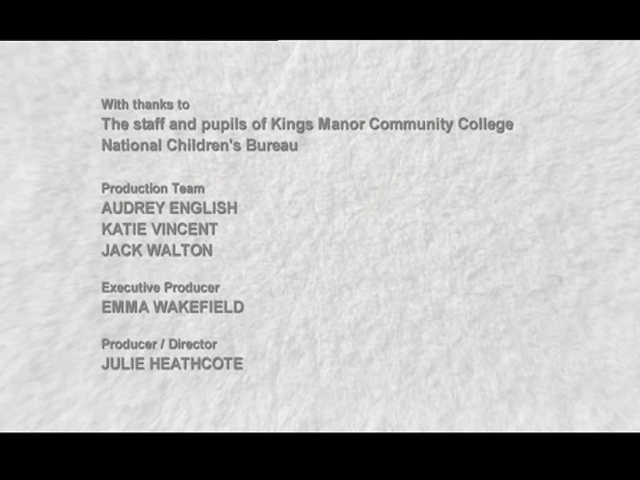 With thanks to
The staff and pupils of Kings Manor Community College
National Children's Bureau
Production Team
AUDREY ENGLISH
KATIE VINCENT
JACK WALTON
Executive Producer
EMMA WAKEFIELD
Producer / Director
JULIE HEATHCOTE